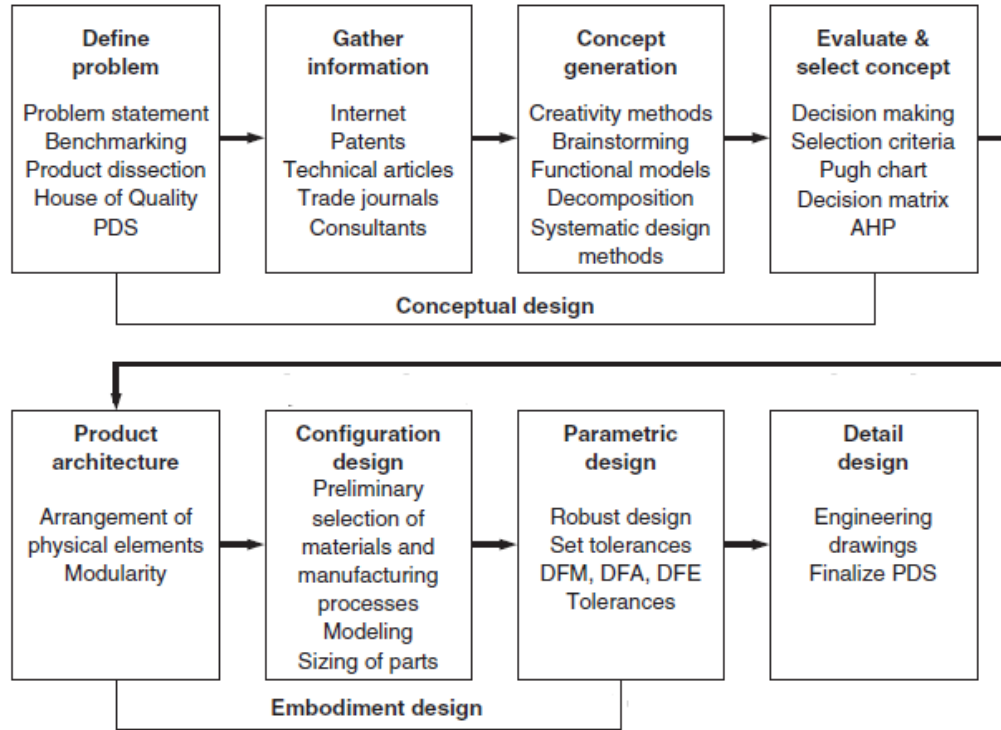 Define
problem
Problem statement
Benchmarking
Product dissection
House of Quality
PDS
Gather
information
Internet
Patents
Technical articles
Trade journals
Consultants
Concept
generation
Creativity methods
Brainstorming
Functional models
Decomposition
Systematic design
methods
Evaluate &
select concept
Decision making
Selection criteria
Pugh chart
Decision matrix
AHP
Conceptual design
Product
architecture
Arrangement of
physical elements
Modularity
Configuration
design
Preliminary
selection of
materials and
manufacturing
processes
Modeling
Sizing of parts
Parametric
design
Robust design
Set tolerances
DFM, DFA, DFE
Tolerances
Detail
design
Engineering
drawings
Finalize PDS
Embodiment design